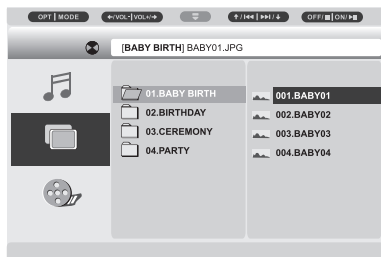 OPT MODE ←/VOL- VOL+/→ ↑/⏮ ⏭/↓ OFF/■ ON/▶■
[BABY BIRTH] BABY01.JPG
01.BABY BIRTH
02.BIRTHDAY
03.CEREMONY
04.PARTY
001.BABY01
002.BABY02
003.BABY03
004.BABY04